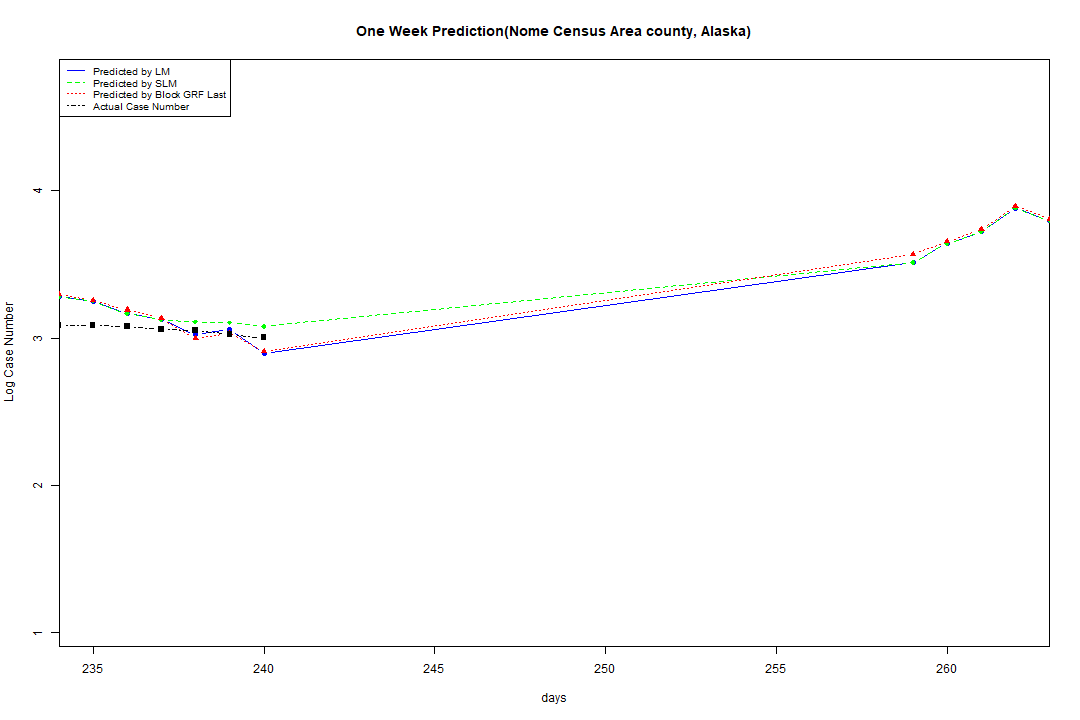 One Week Prediction(Nome Census Area county, Alaska)
Predicted by LM
Predicted by SLM
Predicted by Block GRF Last
Actual Case Number
4
3
2
1
Log Case Number
235 240 245 250 255 260
days